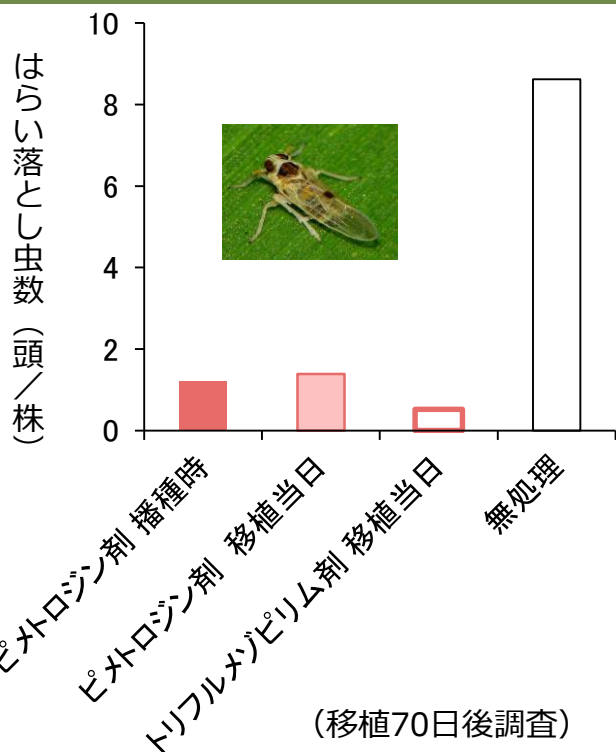 はらい落とし虫数（頭／株）
10
8
6
4
2
0
ピメトロジン剤 播種時
ピメトロジン剤 移植当日
トリフルメゾピリム剤 移植当日
無処理
（移植70日後調査）